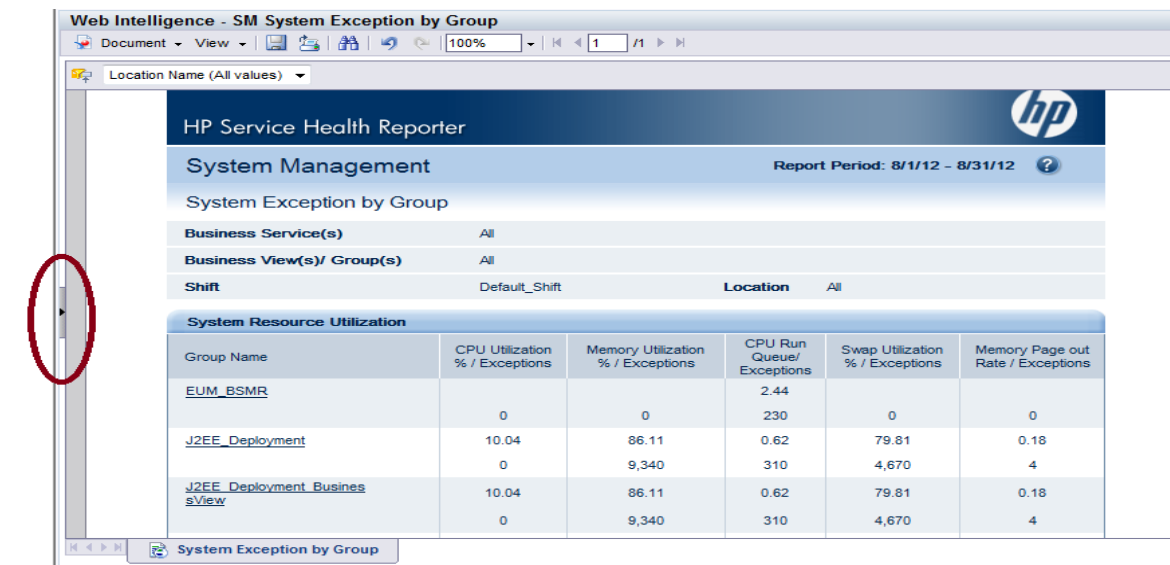 Web Intelligence - SM System Exception by Group
Document View 100% 1 /1
Location Name (All values)
hp
HP Service Health Reporter
System Management Report Period: 8/1/12 - 8/31/12 ?
System Exception by Group
Business Service(s) All
Business View(s)/ Group(s) All
Shift Default_Shift Location All
System Resource Utilization
Group Name CPU Utilization % / Exceptions Memory Utilization % / Exceptions CPU Run Queue/ Exceptions Swap Utilization % / Exceptions Memory Page out Rate / Exceptions
EUM_BSMR 2.44
0 0 230 0 0
J2EE_Deployment 10.04 86.11 0.62 79.81 0.18
0 9,340 310 4,670 4
J2EE_Deployment_Busines
sView 10.04 86.11 0.62 79.81 0.18
0 9,340 310 4,670 4
System Exception by Group